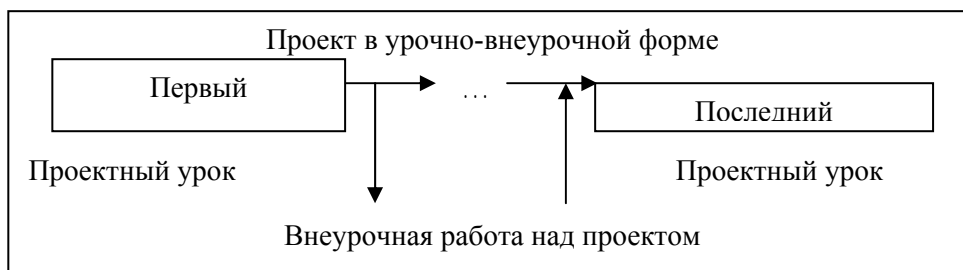 Проект в урочно-внеурочной форме
Первый
...
Последний
Проектный урок
Проектный урок
Внеурочная работа над проектом